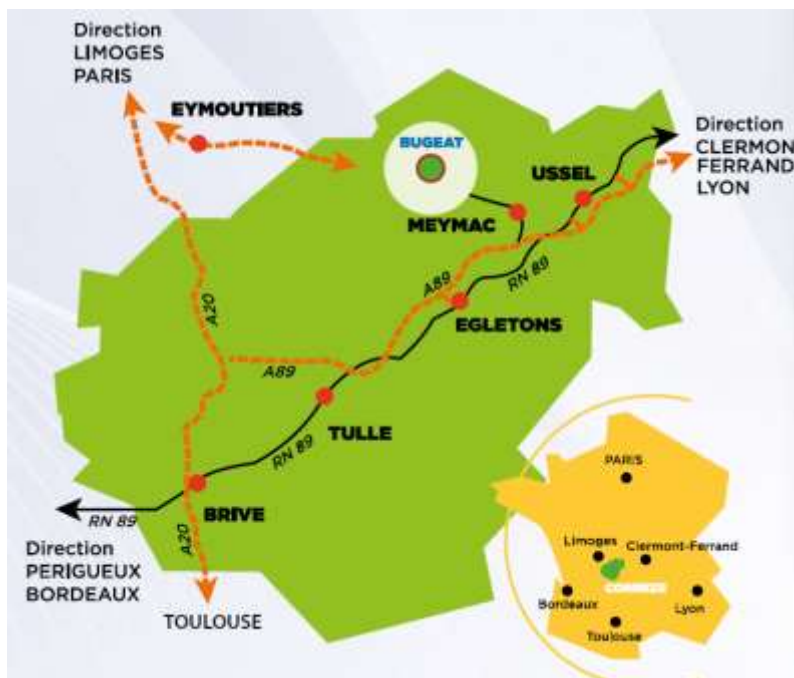 Direction
LIMOGES
PARIS
EYMOUTIERS
BUGEAT
Direction
CLERMON
FERRAND
LYON
USSEL
MEYMAC
A89
RN 89
EGLETONS
A20
A89
TULLE
RN 89
BRIVE
RN 89
A20
Direction
PERIGUEUX
BORDEAUX
TOULOUSE
PARIS
Limoges
Clermont-Ferrand
CORREZE
Bordeaux
Lyon
Toulouse